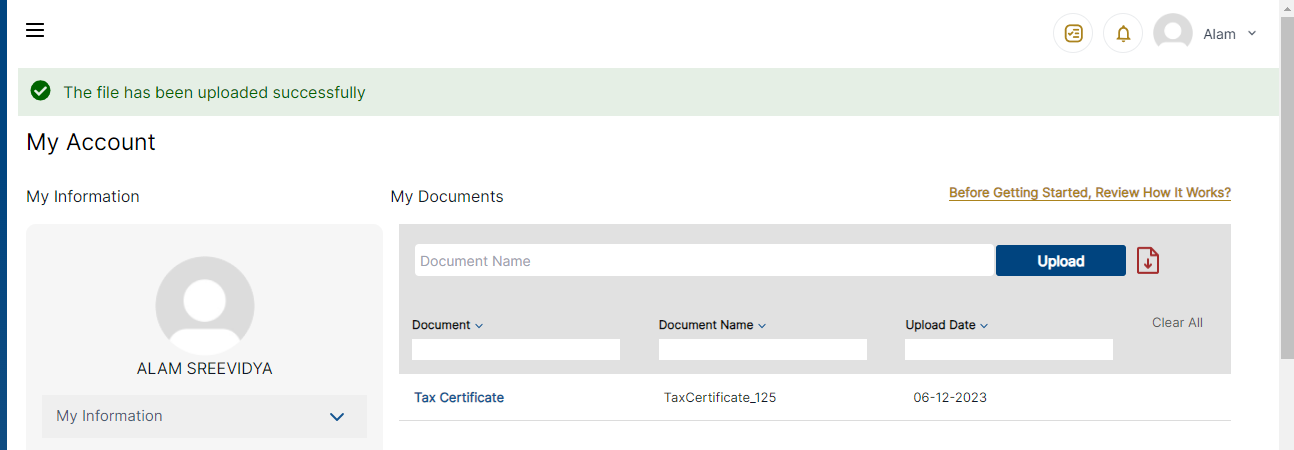 Alam
The file has been uploaded successfully
My Account
My Information
My Documents
Before Getting Started, Review How It Works?
Document Name
Upload
Document
Document Name
Upload Date
Clear All
ALAM SREEVIDYA
My Information
Tax Certificate
TaxCertificate_125
06-12-2023